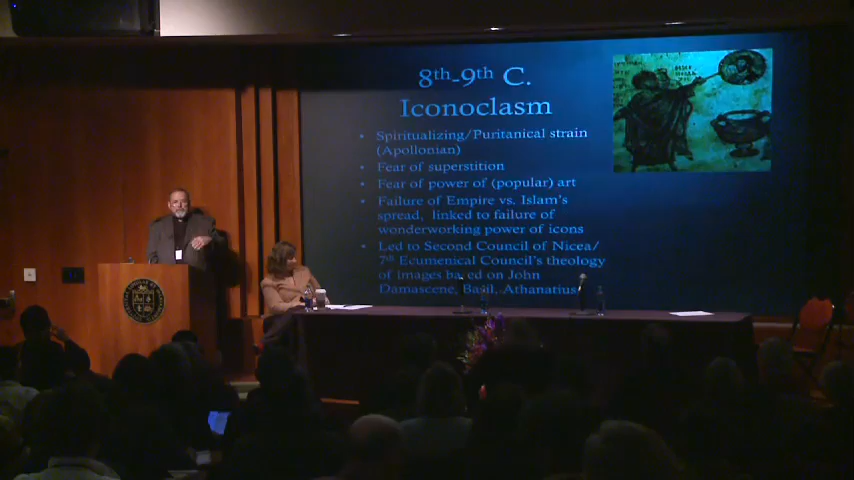 8th-9th C.
Iconoclasm
• Spiritualizing/Puritanical strain
(Apollonian)
• Fear of superstition
• Fear of power of (popular) art
• Failure of Empire vs. Islam's
spread, linked to failure of
wonderworking power of icons
• Led to Second Council of Nicea/
7th Ecumenical Council's theology
of images based on John
Damascene, Basil, Athanatius